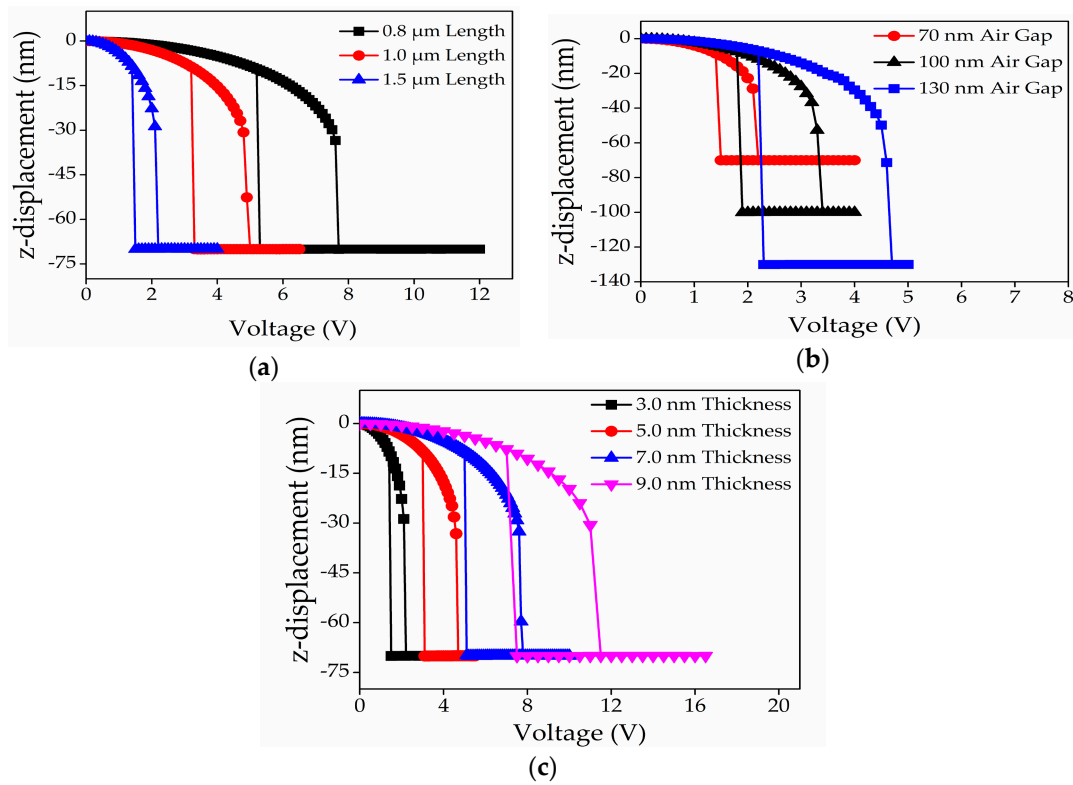 (a)
0.8 µm Length
1.0 µm Length
1.5 µm Length
z-displacement (nm)
0
-15
-30
-45
-60
-75
0 2 4 6 8 10 12
Voltage (V)
70 nm Air Gap
100 nm Air Gap
130 nm Air Gap
z-displacement (nm)
0
-20
-40
-60
-80
-100
-120
-140
0 1 2 3 4 5 6 7 8
Voltage (V)
(b)
(a)
3.0 nm Thickness
5.0 nm Thickness
7.0 nm Thickness
9.0 nm Thickness
z-displacement (nm)
0
-15
-30
-45
-60
-75
0 4 8 12 16 20
Voltage (V)
(c)